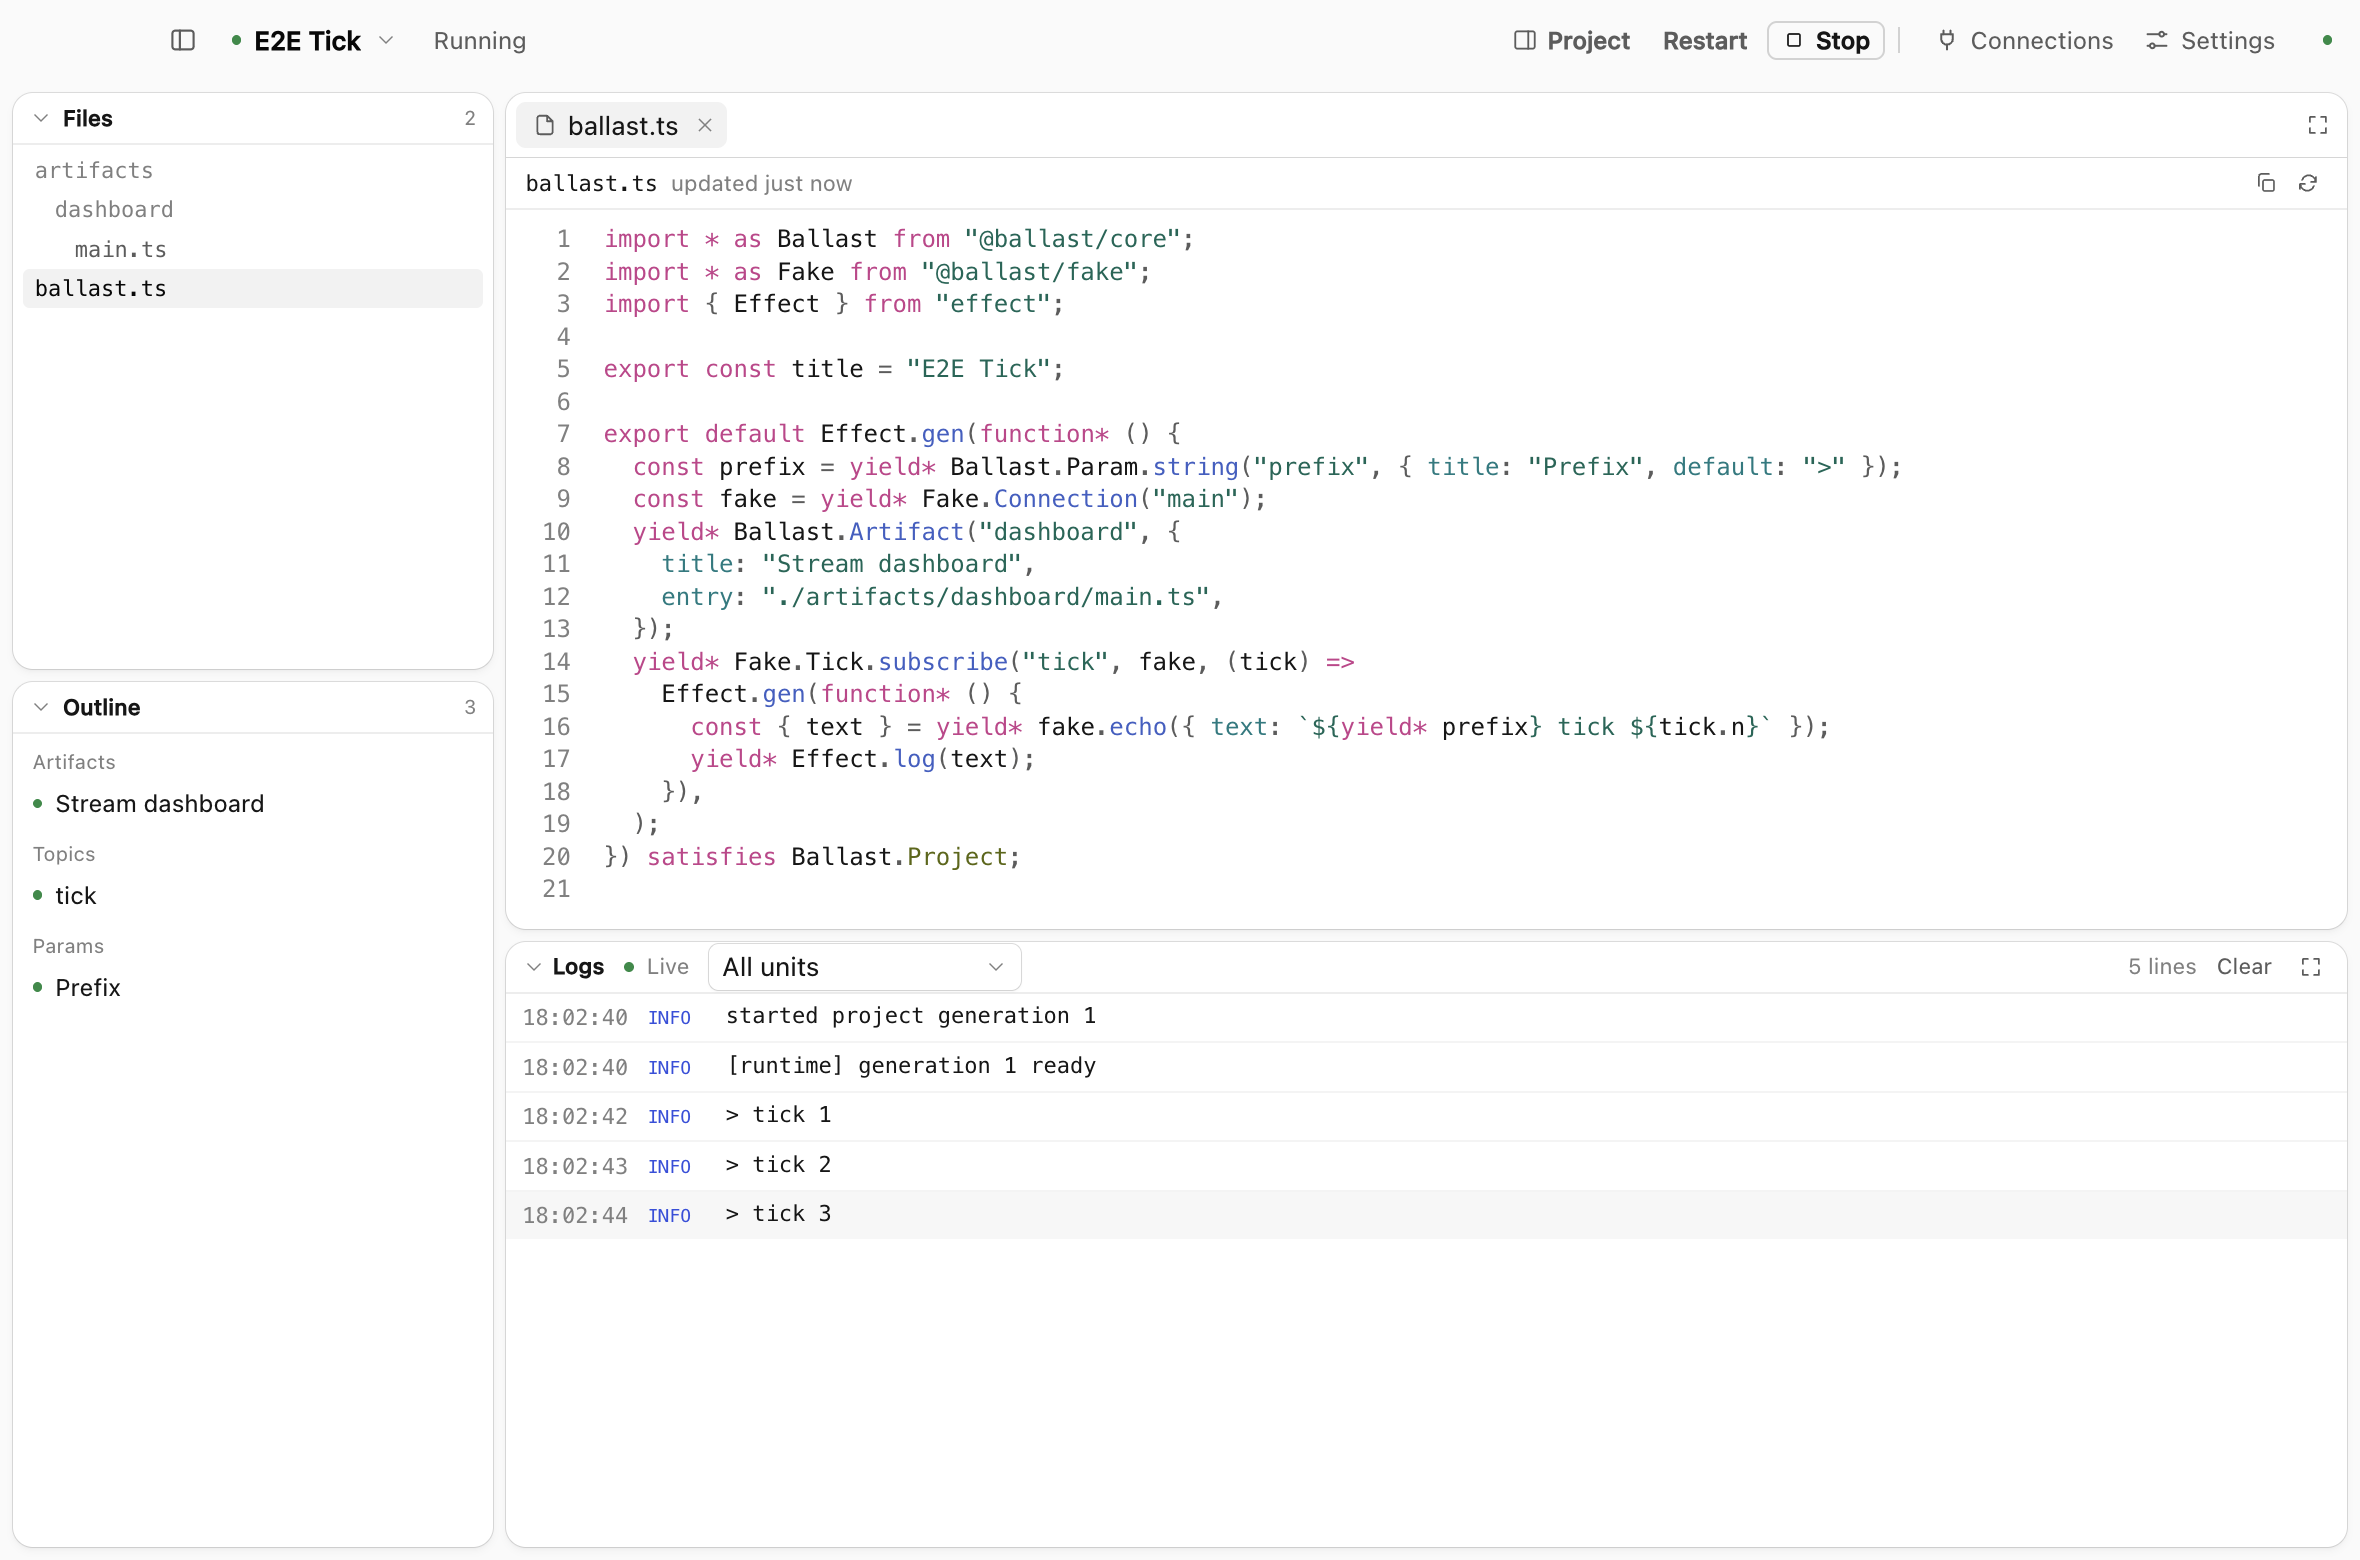 E2E Tick Running Project Restart Stop Connections Settings
Files 2
artifacts
dashboard
main.ts
ballast.ts
Outline 3
Artifacts
Stream dashboard
Topics
tick
Params
Prefix
ballast.ts
ballast.ts updated just now
1 import * as Ballast from "@ballast/core";
2 import * as Fake from "@ballast/fake";
3 import { Effect } from "effect";
4
5 export const title = "E2E Tick";
6
7 export default Effect.gen(function* () {
8   const prefix = yield* Ballast.Param.string("prefix", { title: "Prefix", default: ">" });
9   const fake = yield* Fake.Connection("main");
10   yield* Ballast.Artifact("dashboard", {
11     title: "Stream dashboard",
12     entry: "./artifacts/dashboard/main.ts",
13   });
14   yield* Fake.Tick.subscribe("tick", fake, (tick) =>
15     Effect.gen(function* () {
16       const { text } = yield* fake.echo({ text: `${yield* prefix} tick ${tick.n}` });
17       yield* Effect.log(text);
18     }),
19   );
20 }) satisfies Ballast.Project;
21
Logs Live All units 5 lines Clear
18:02:40 INFO started project generation 1
18:02:40 INFO [runtime] generation 1 ready
18:02:42 INFO > tick 1
18:02:43 INFO > tick 2
18:02:44 INFO > tick 3